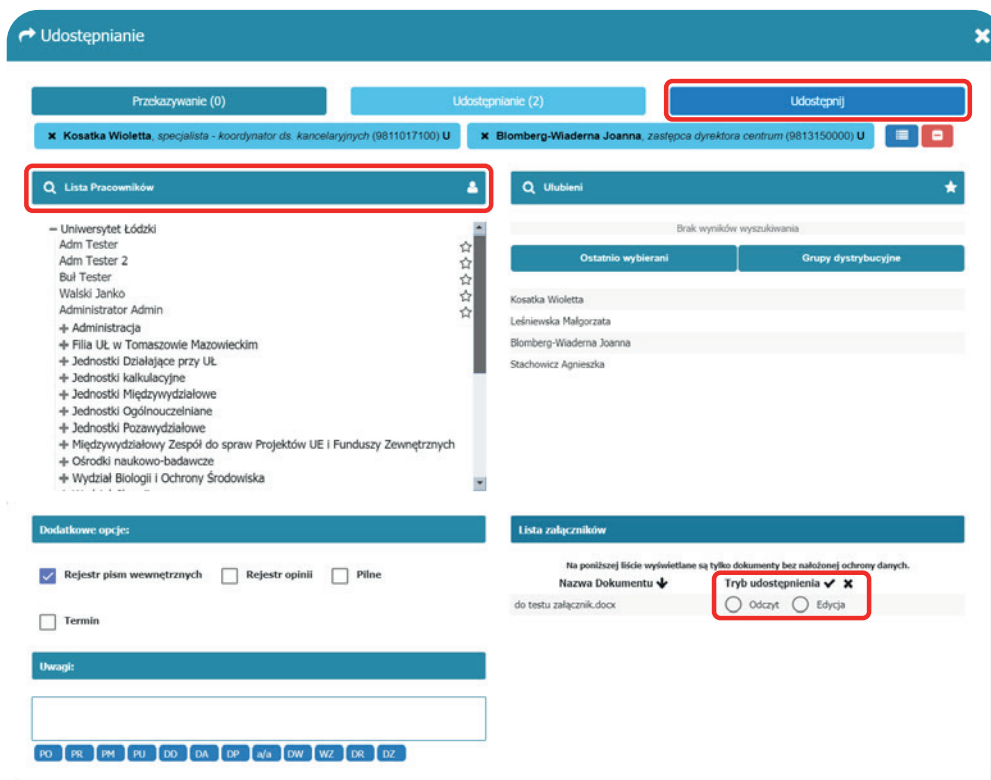 Udostępnianie
Przekazywanie (0)
Udostępnianie (2)
Udostępnij
Kosatka Wioletta, specjalista - koordynator ds. kancelaryjnych (9811017100) U
Blomberg-Wiaderna Joanna, zastępca dyrektora centrum (9813150000) U
Lista Pracowników
Uniwersytet Łódzki
Adm Tester
Adm Tester 2
Buł Tester
Walski Janko
Administrator Admin
Administracja
Filia UŁ w Tomaszowie Mazowieckim
Jednostki Działające przy UŁ
Jednostki kalkulacyjne
Jednostki Międzywydziałowe
Jednostki Ogólnouczelniane
Jednostki Pozawydziałowe
Międzywydziałowy Zespół do spraw Projektów UE i Funduszy Zewnętrznych
Ośrodki naukowo-badawcze
Wydział Biologii i Ochrony Środowiska
Ulubieni
Brak wyników wyszukiwania
Ostatnio wybierani
Grupy dystrybucyjne
Kosatka Wioletta
Leśniewska Małgorzata
Blomberg-Wiaderna Joanna
Stachowicz Agnieszka
Dodatkowe opcje:
Rejestr pism wewnętrznych Rejestr opinii Pilne
Termin
Uwagi:
PO PR PM PU DD DA DP a/a DW WZ DR DZ
Lista załączników
Na poniższej liście wyświetlane są tylko dokumenty bez nałożonej ochrony danych.
Nazwa Dokumentu Tryb udostępnienia
do testu załącznik.docx Odczyt Edycja